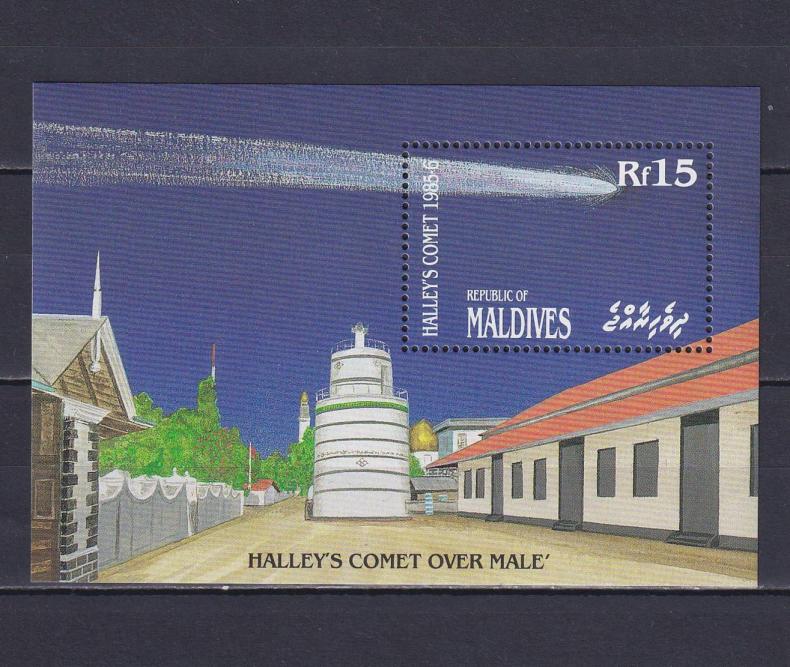 Rf15
HALLEY'S COMET 1985-6
REPUBLIC OF
MALDIVES
ދިވެހިރާއްޖެ
HALLEY'S COMET OVER MALE'